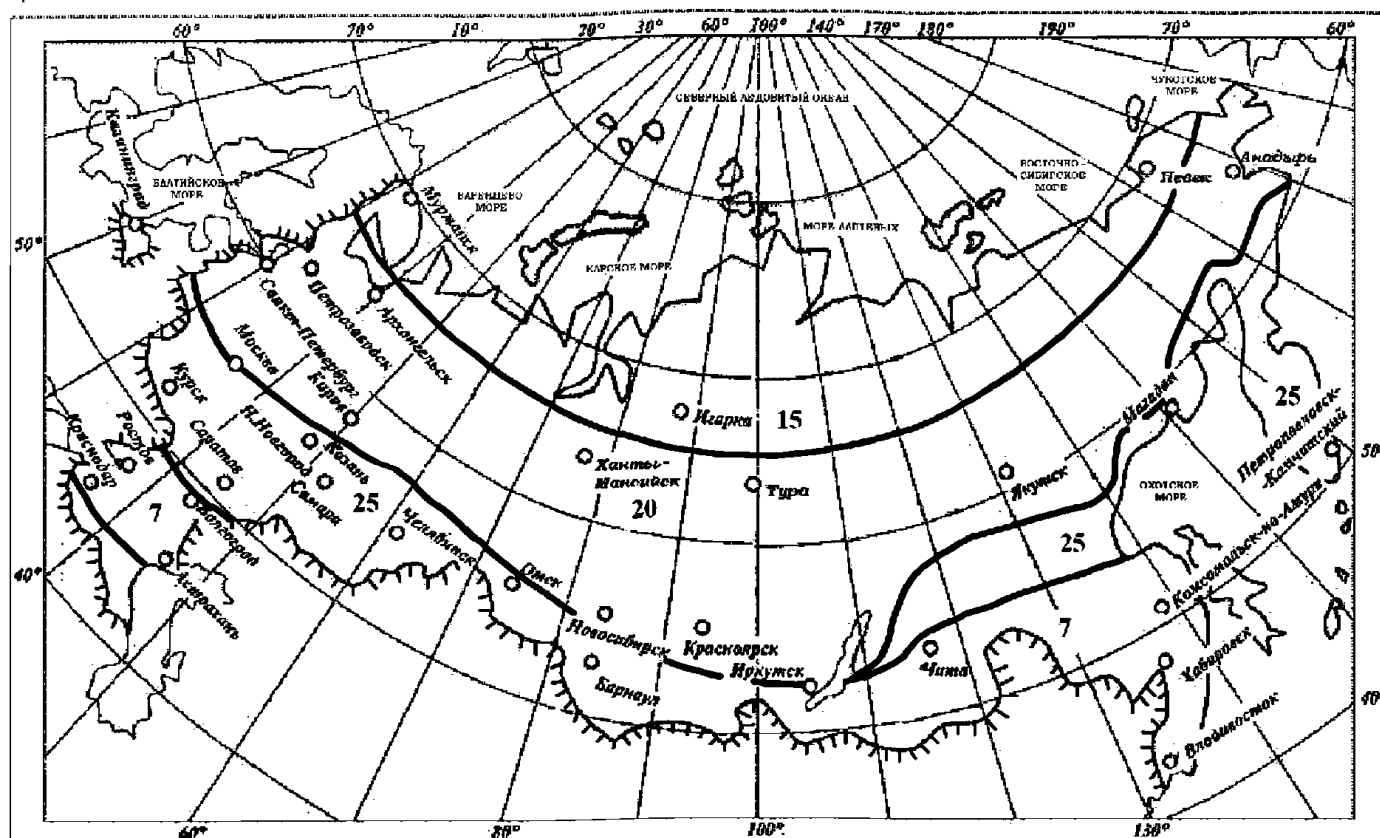 60° 70° 10° 20° 30° 60° 100° 140° 170° 180° 190° 70° 60°
ЧУКОТСКОЕ
МОРЕ
СЕВЕРНЫЙ ЛЕДОВИТЫЙ ОКЕАН
Калининград
БАЛТИЙСКОЕ
МОРЕ
Мурманск
БАРЕНЦЕВО
МОРЕ
ВОСТОЧНО-
СИБИРСКОЕ
МОРЕ
Певек
Анадырь
МОРЕ ЛАПТЕВЫХ
КАРСКОЕ МОРЕ
50°
Санкт-Петербург
Петрозаводск
Архангельск
Москва
Курск
Киров
Н.Новгород
Казань
Самара
Саратов
Ростов
Краснодар
Волгоград
Астрахань
7
25
Игарка
15
Ханты-
Мансийск
20
Тура
Якутск
Магадан
25
Петропавловск-
-Камчатский
50°
ОХОТСКОЕ
МОРЕ
25
Челябинск
Омск
Новосибирск
Барнаул
Красноярск
Иркутск
Чита
7
Комсомольск-на-Амуре
Хабаровск
Владивосток
40°
40°
60° 80° 100° 130°